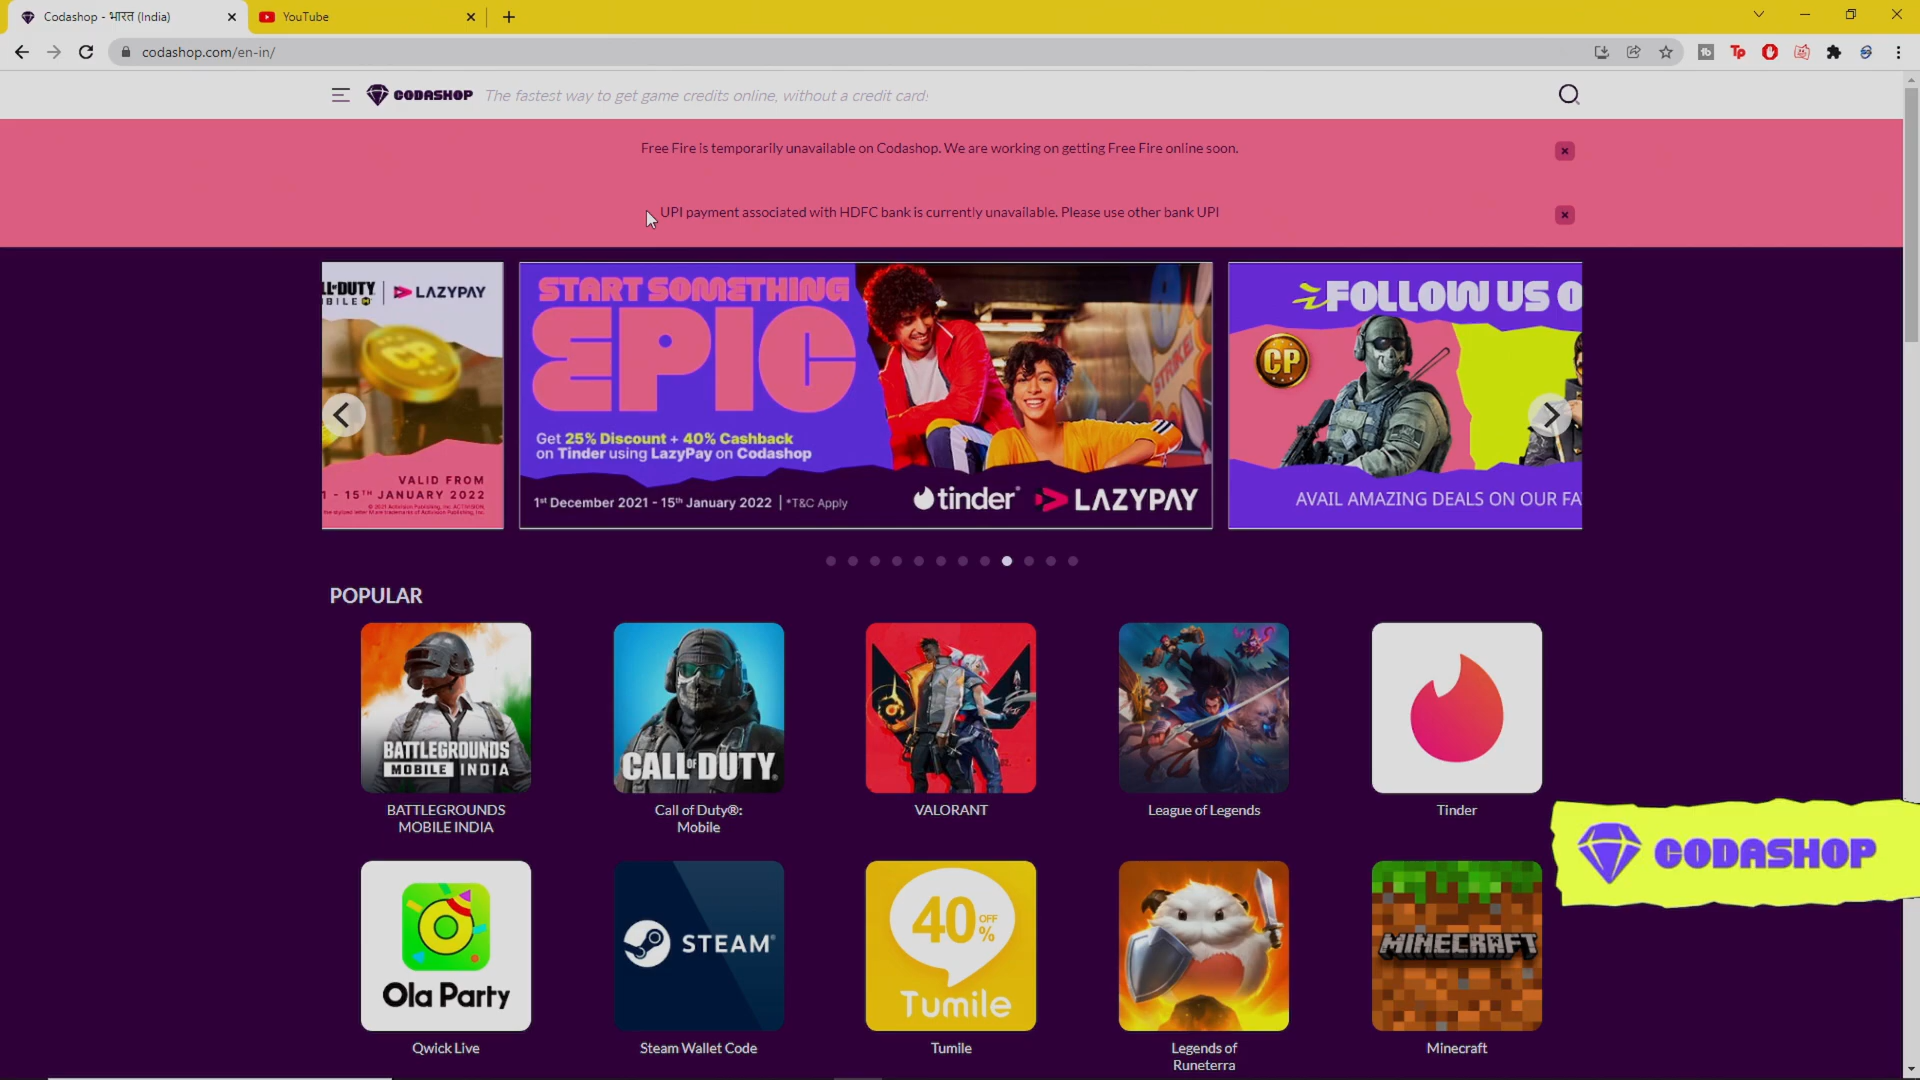 Codashop - भारत (India)
YouTube
codashop.com/en-in/
CODASHOP
The fastest way to get game credits online, without a credit card!
Free Fire is temporarily unavailable on Codashop. We are working on getting Free Fire online soon.
UPI payment associated with HDFC bank is currently unavailable. Please use other bank UPI
LL·DUTY
LAZYPAY
CP
VALID FROM
1 - 15TH JANUARY 2022
START SOMETHING
EPIC
Get 25% Discount + 40% Cashback
on Tinder using LazyPay on Codashop
1st December 2021 - 15th January 2022 | *T&C Apply
tinder
LAZYPAY
STRIKE!
FOLLOW US O
CP
AVAIL AMAZING DEALS ON OUR FA
POPULAR
BATTLEGROUNDS
MOBILE INDIA
BATTLEGROUNDS
MOBILE INDIA
CALL OF DUTY
Call of Duty®:
Mobile
VALORANT
League of Legends
Tinder
CODASHOP
Ola Party
Qwick Live
STEAM
Steam Wallet Code
40 OFF
%
Tumile
Tumile
Legends of
Runeterra
MINECRAFT
Minecraft